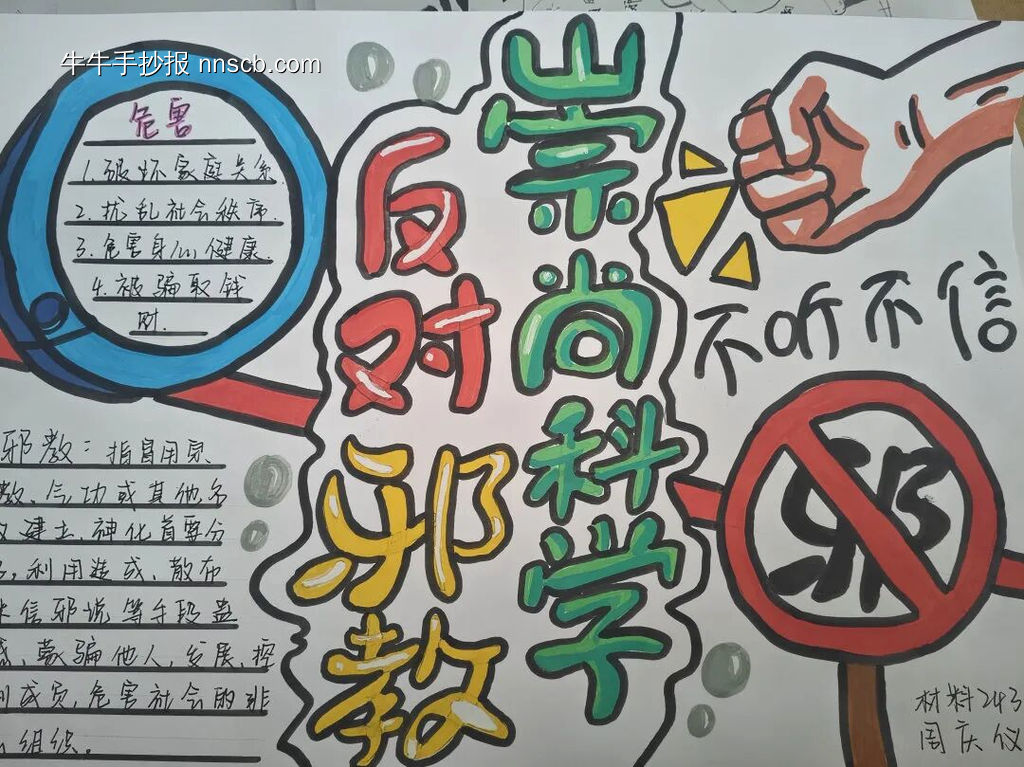 牛牛手抄报 nnscb.com
危害
1.破坏家庭关系.
2.扰乱社会秩序.
3.危害身心健康.
4.被骗取钱
财.
崇尚科学
反对邪教
不听不信
邪
邪教:指冒用宗
教、气功或其他名
义建立、神化首要分
子,利用造成、散布
迷信邪说等手段蛊
惑、蒙骗他人,发展、控
制成员,危害社会的非
法组织。
材料243
周庆仪